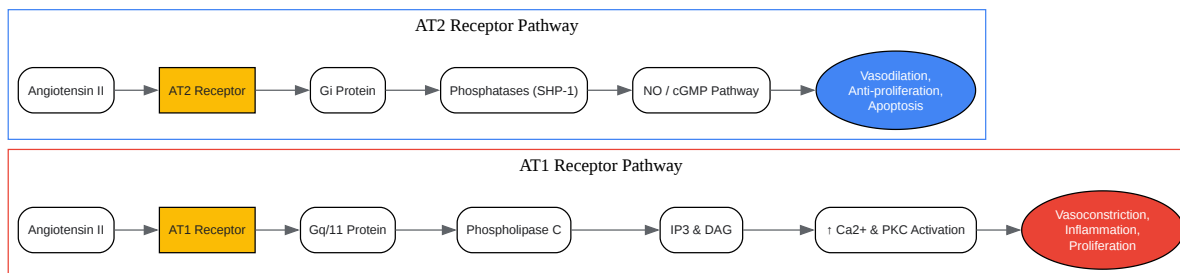 AT2 Receptor Pathway
Angiotensin II
AT2 Receptor
Gi Protein
Phosphatases (SHP-1)
NO / cGMP Pathway
Vasodilation,
Anti-proliferation,
Apoptosis
AT1 Receptor Pathway
Angiotensin II
AT1 Receptor
Gq/11 Protein
Phospholipase C
IP3 & DAG
↑ Ca2+ & PKC Activation
Vasoconstriction,
Inflammation,
Proliferation